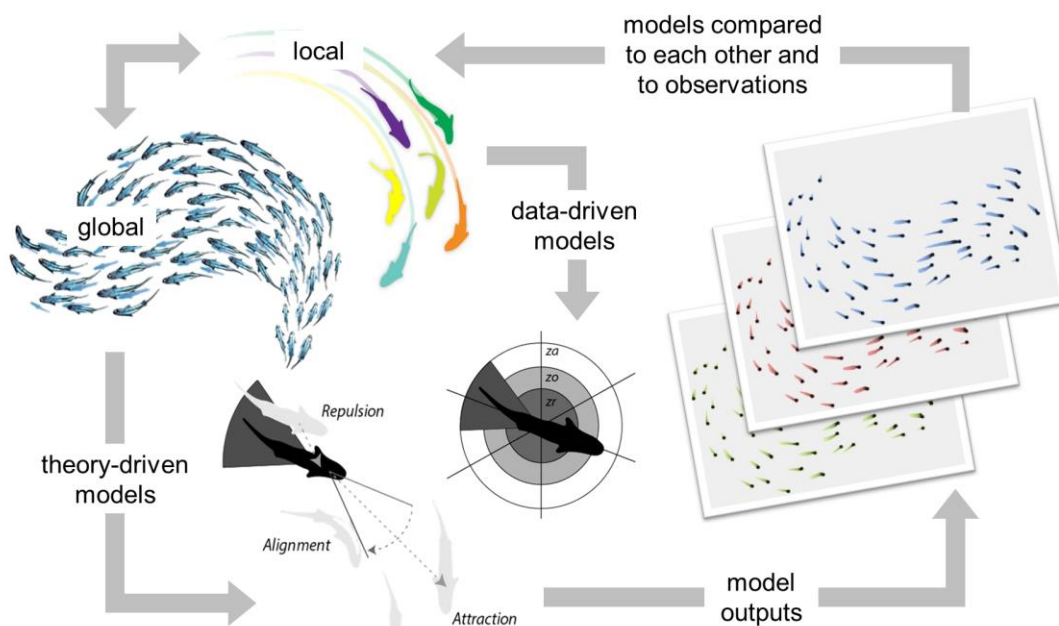 local
models compared
to each other and
to observations
global
data-driven
models
za
zo
zr
Repulsion
theory-driven
models
Alignment
Attraction
model
outputs